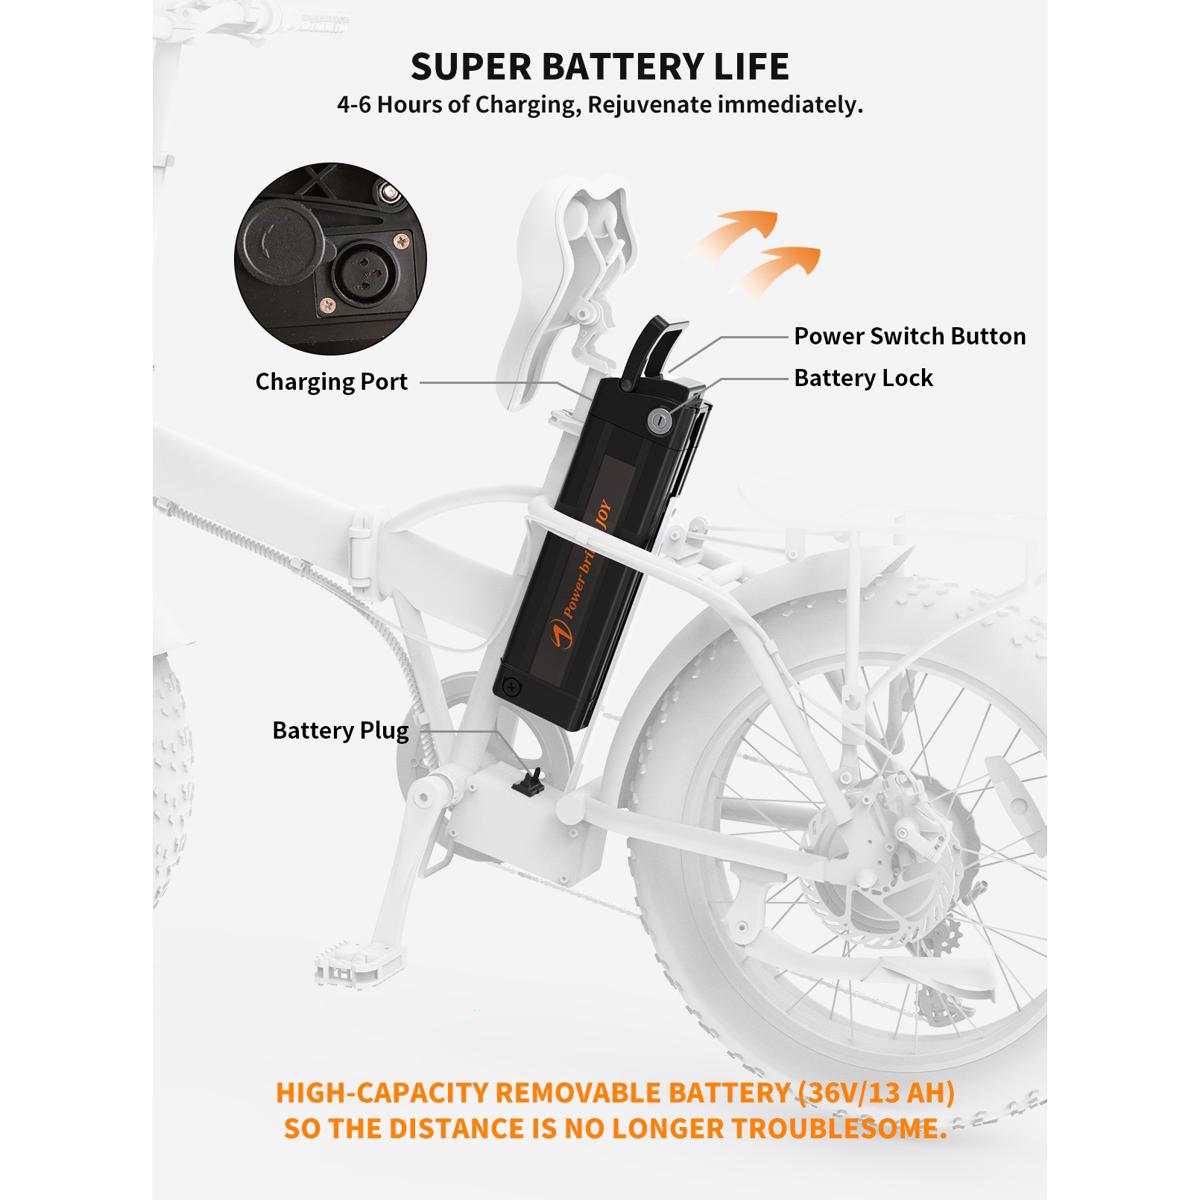 SUPER BATTERY LIFE
4-6 Hours of Charging, Rejuvenate immediately.
Power Switch Button
Charging Port
Battery Lock
Power bri JOY
Battery Plug
HIGH-CAPACITY REMOVABLE BATTERY (36V/13 AH)
SO THE DISTANCE IS NO LONGER TROUBLESOME.